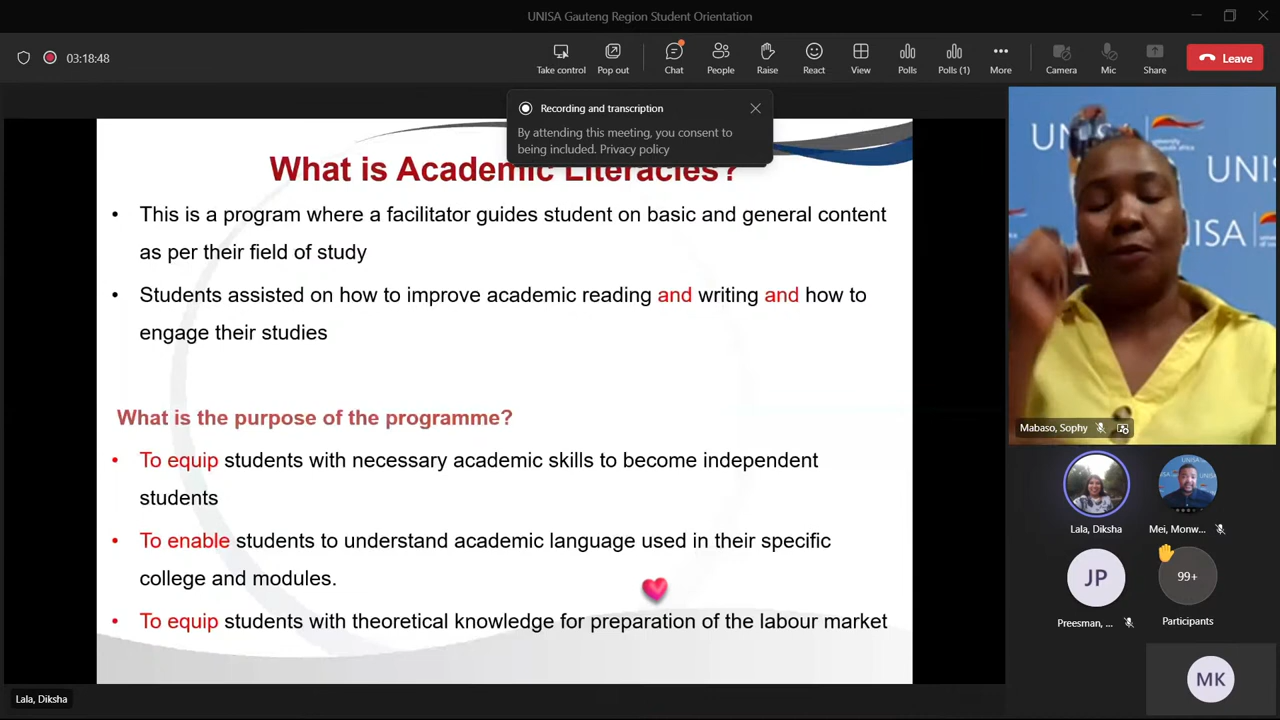 UNISA Gauteng Region Student Orientation
03:18:48
Take control
Pop out
Chat
People
Raise
React
View
Polls
Polls (1)
More
Camera
Mic
Share
Leave
Recording and transcription
By attending this meeting, you consent to
being included. Privacy policy
What is Academic Literacies?
• This is a program where a facilitator guides student on basic and general content
as per their field of study
• Students assisted on how to improve academic reading and writing and how to
engage their studies
What is the purpose of the programme?
• To equip students with necessary academic skills to become independent
students
• To enable students to understand academic language used in their specific
college and modules.
• To equip students with theoretical knowledge for preparation of the labour market
UNISA
UNIS
NISA
Mabaso, Sophy
Lala, Diksha
Mei, Monw...
JP
99+
Preesman, ...
Participants
MK
Lala, Diksha